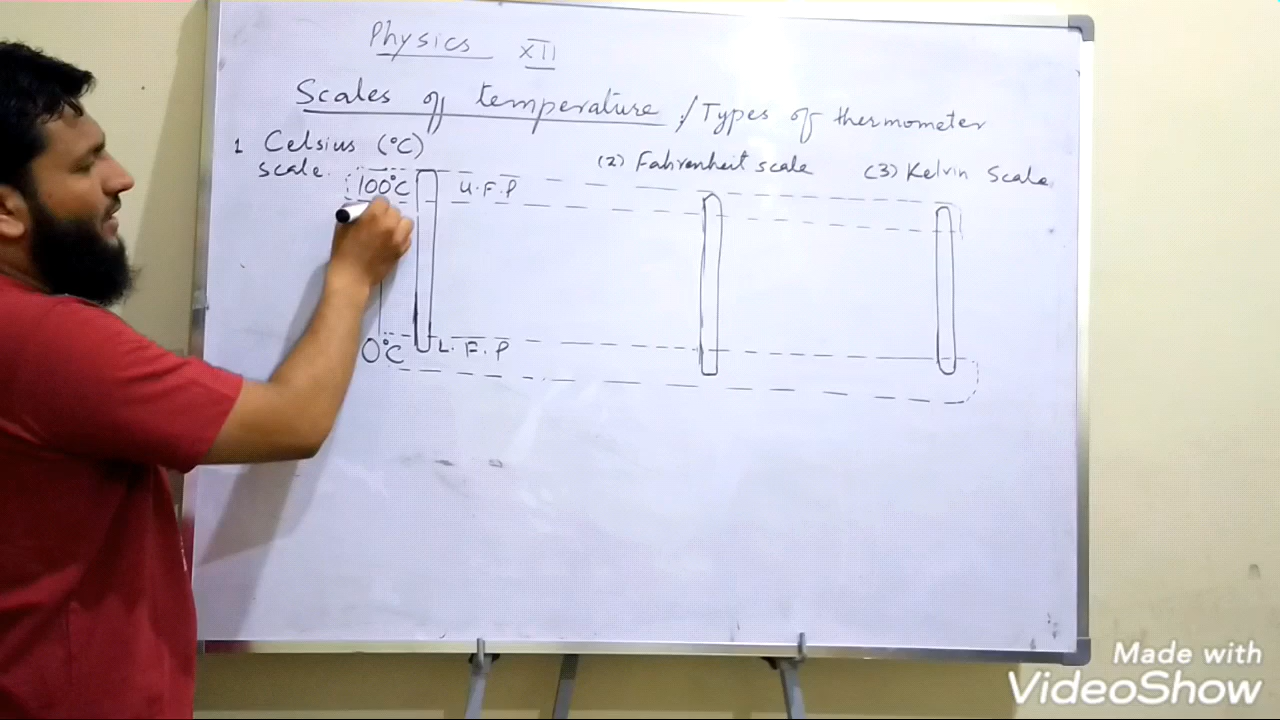 Physics XII
Scales of temperature / Types of thermometer
1 Celsius (°C)
scale.
(2) Fahrenheit scale
(3) Kelvin Scale
100°C
U.F.P
0°C
L.F.P
Made with
VideoShow